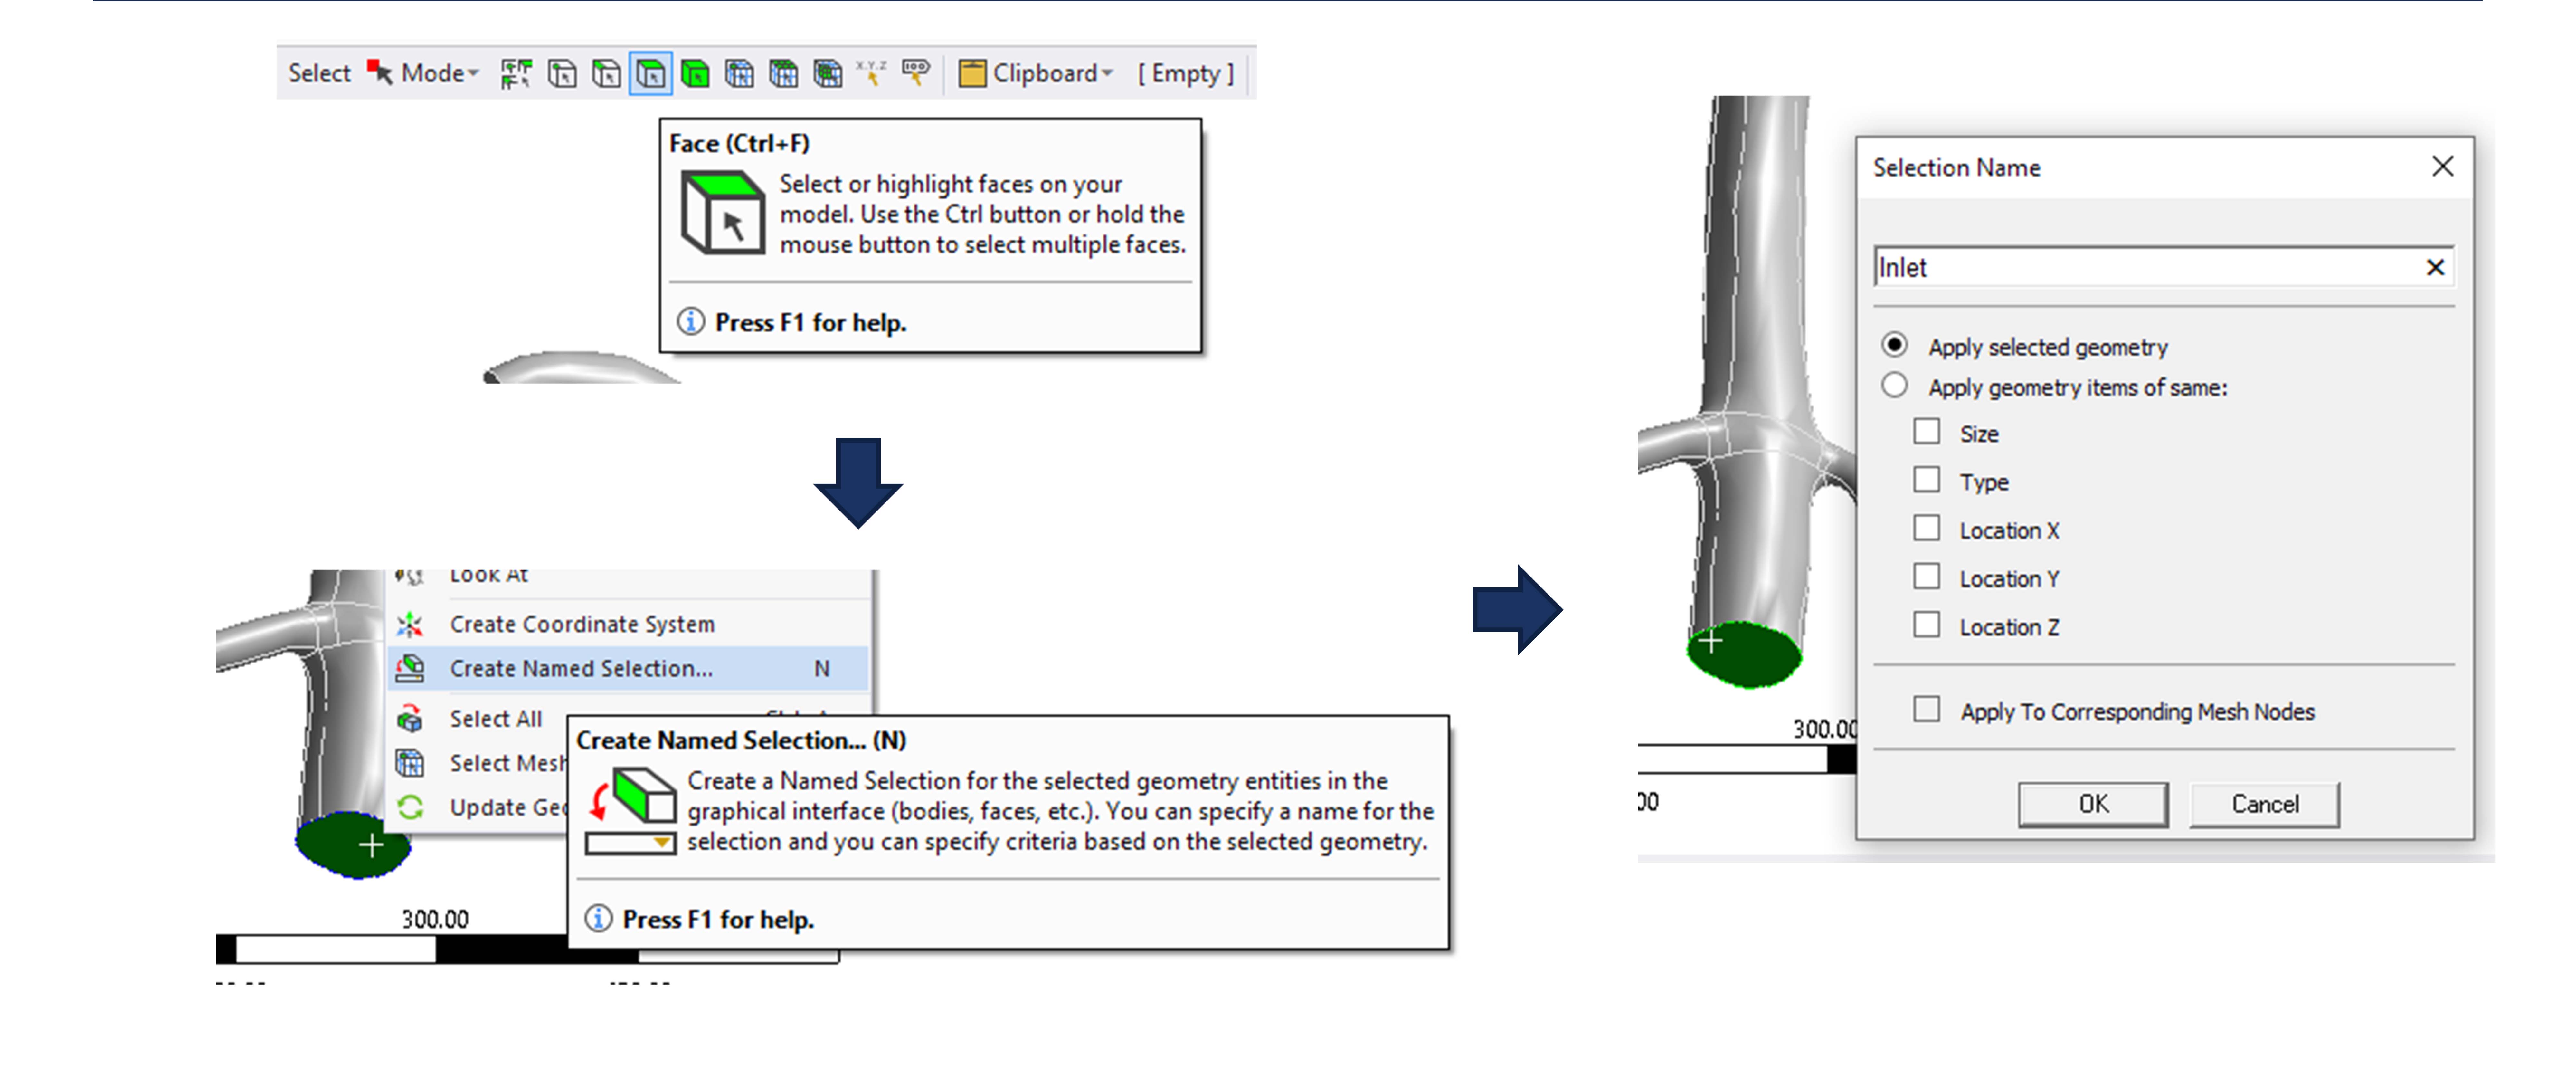 Select Mode Clipboard [ Empty ]
X.Y.Z
Face (Ctrl+F)
Select or highlight faces on your
model. Use the Ctrl button or hold the
mouse button to select multiple faces.
Press F1 for help.
Look At
Create Coordinate System
Create Named Selection... N
Select All
Select Mesh
Update Geo
Create Named Selection... (N)
Create a Named Selection for the selected geometry entities in the
graphical interface (bodies, faces, etc.). You can specify a name for the
selection and you can specify criteria based on the selected geometry.
Press F1 for help.
300.00
Selection Name
Inlet
Apply selected geometry
Apply geometry items of same:
Size
Type
Location X
Location Y
Location Z
Apply To Corresponding Mesh Nodes
OK Cancel
300.00
00